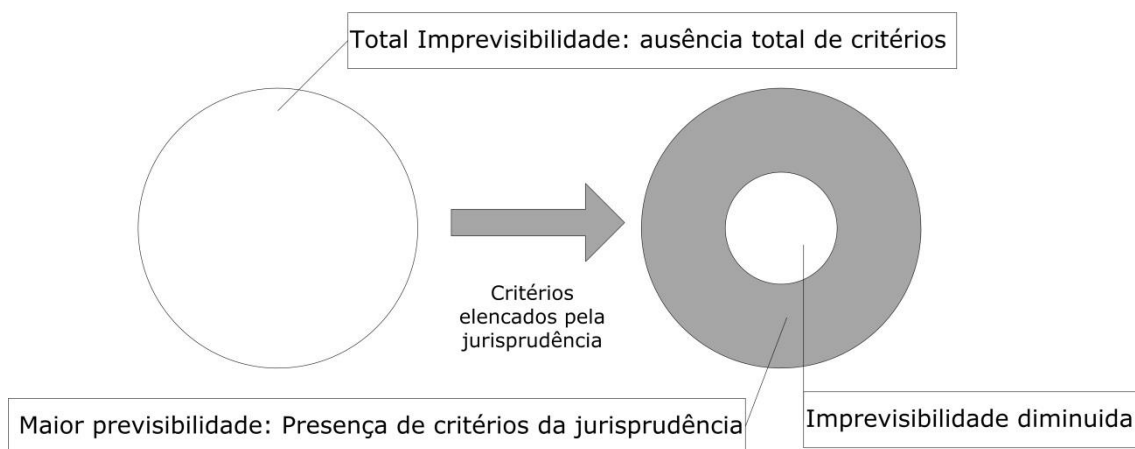 Total Imprevisibilidade: ausência total de critérios
Critérios
elencados pela
jurisprudência
Maior previsibilidade: Presença de critérios da jurisprudência
Imprevisibilidade diminuida